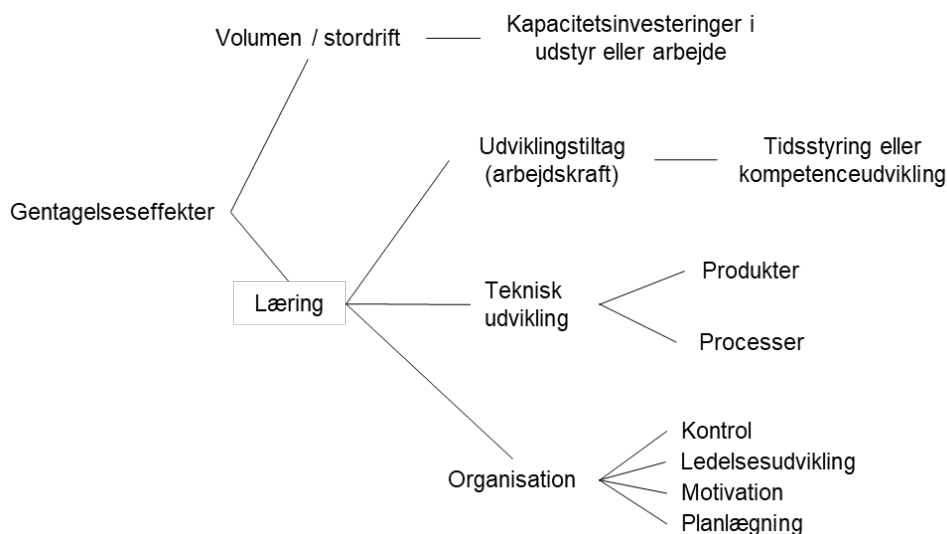 Volumen / stordrift
Kapacitetsinvesteringer i
udstyr eller arbejde
Udviklingstiltag
(arbejdskraft)
Tidsstyring eller
kompetenceudvikling
Gentagelseseffekter
Læring
Teknisk
udvikling
Produkter
Processer
Organisation
Kontrol
Ledelsesudvikling
Motivation
Planlægning